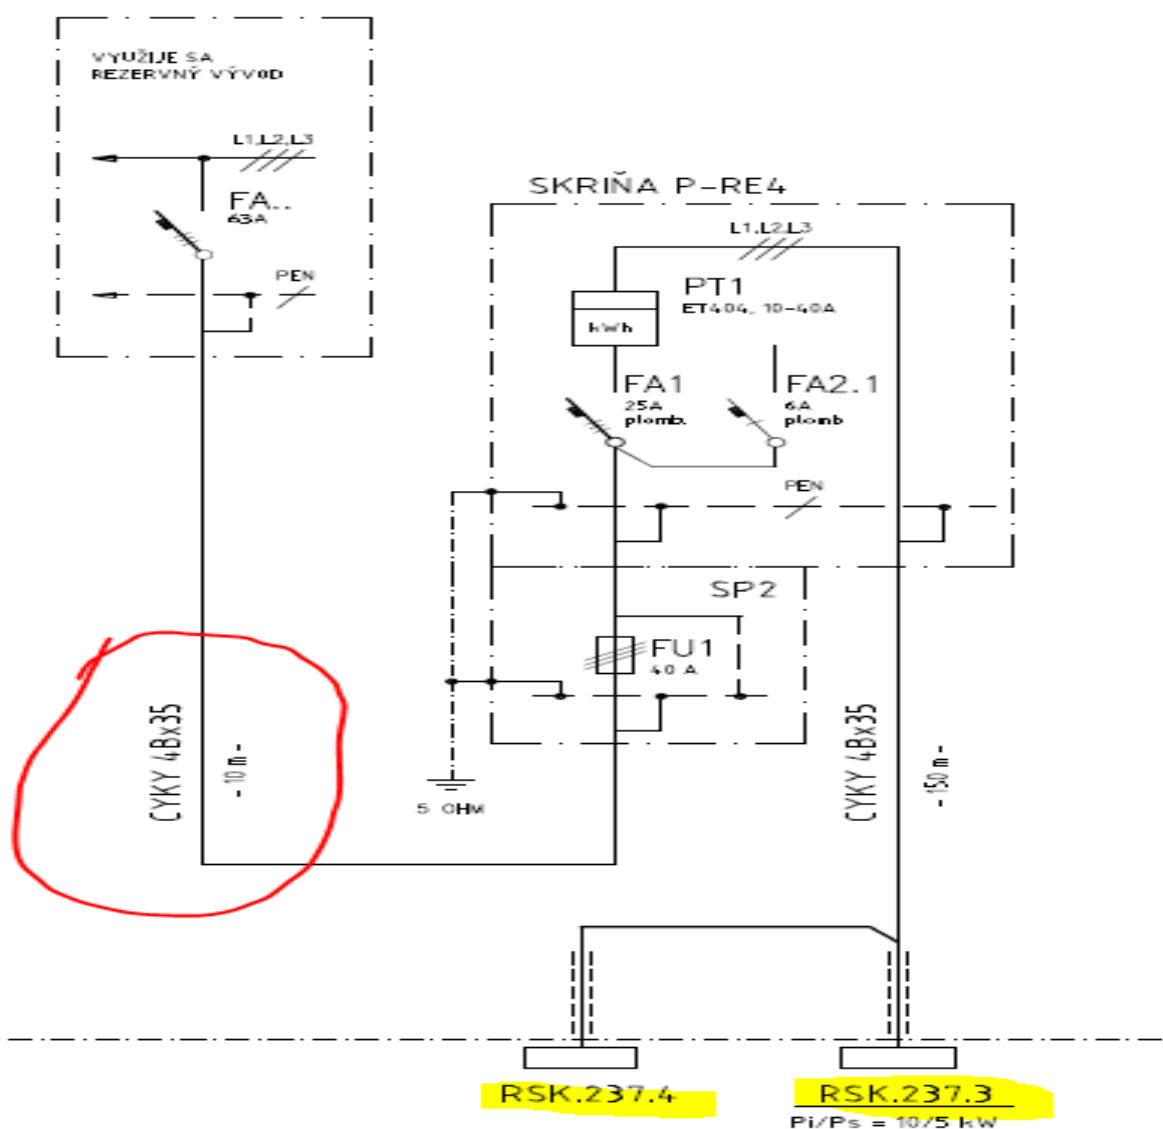 VYUŽIJE SA
REZERVNÝ VÝVOD
L1,L2,L3
FA..
63A
PEN
SKRIŇA P-RE4
L1,L2,L3
PT1
ET404, 10-40A
kWh
FA1
25A
plomb.
FA2.1
6A
plomb
PEN
SP2
FU1
40 A
CYKY 4Bx35
- 10 m -
5 OHM
CYKY 4Bx35
- 150 m -
RSK.237.4
RSK.237.3
Pi/Ps = 10/5 kW